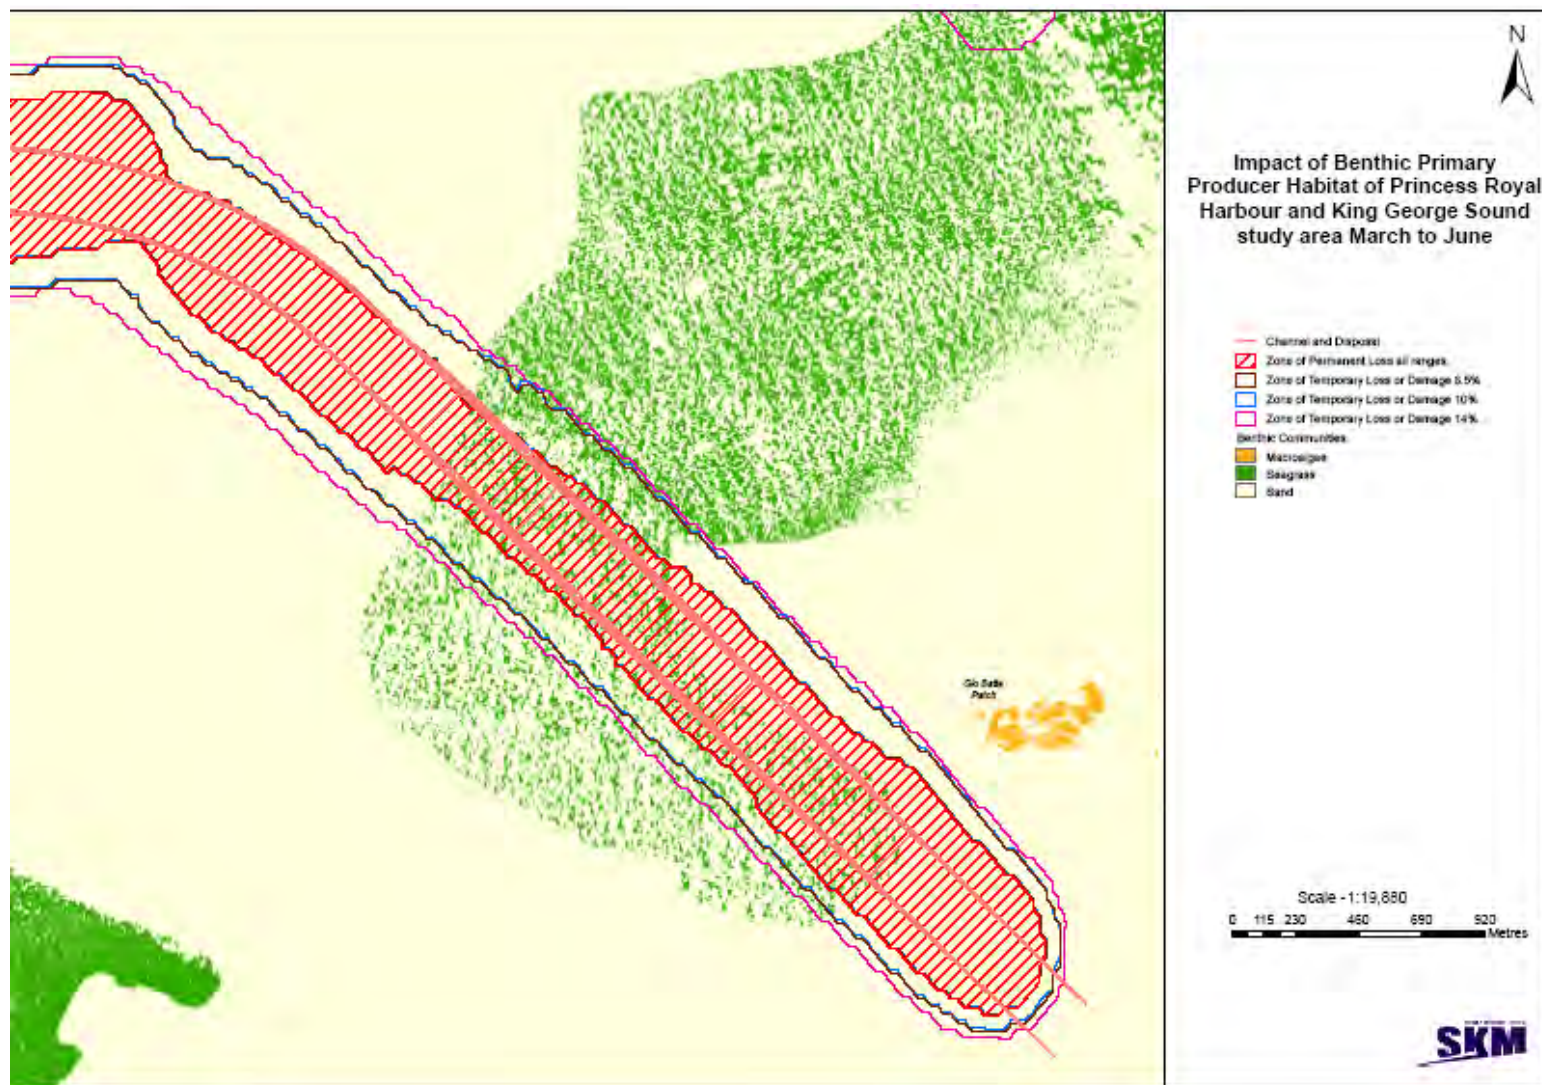 N
Impact of Benthic Primary
Producer Habitat of Princess Royal
Harbour and King George Sound
study area March to June
Channel and Disposal
Zone of Permanent Loss all ranges
Zone of Temporary Loss or Damage 5.5%
Zone of Temporary Loss or Damage 10%
Zone of Temporary Loss or Damage 14%
Benthic Communities
Macroalgae
Seagrass
Sand
Gio Batta
Patch
Scale - 1:19,880
0 115 230 460 690 920
Metres
SKM